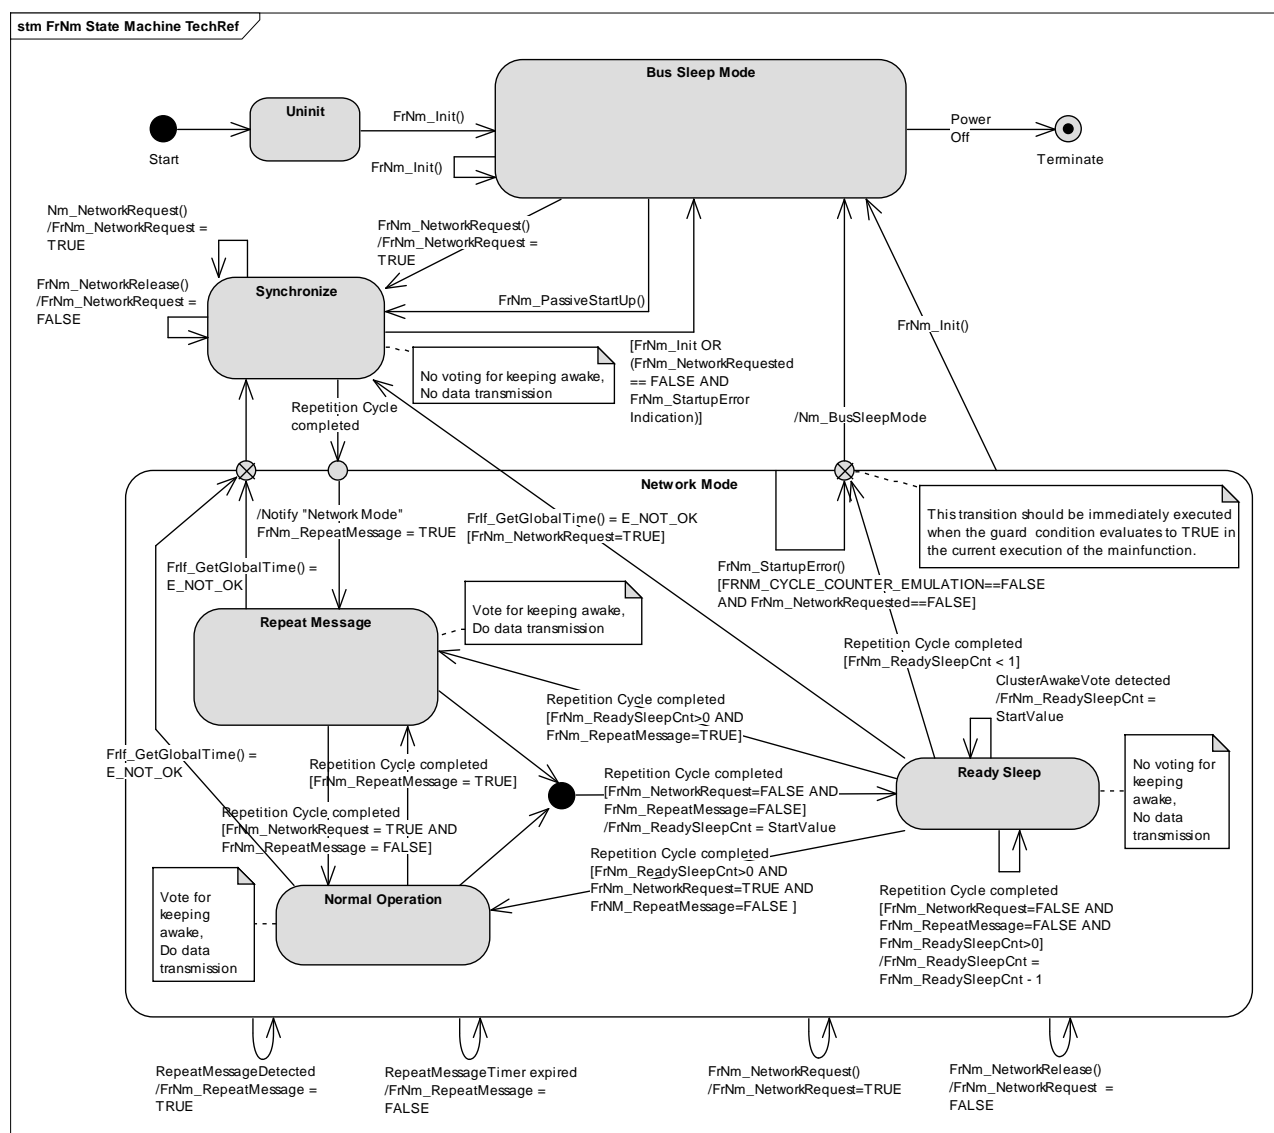 stm FrNm State Machine TechRef
Bus Sleep Mode
Uninit
FrNm_Init()
Power
Off
Start
FrNm_Init()
Terminate
Nm_NetworkRequest()
/FrNm_NetworkRequest =
TRUE
FrNm_NetworkRequest()
/FrNm_NetworkRequest =
TRUE
FrNm_NetworkRelease()
/FrNm_NetworkRequest =
FALSE
Synchronize
FrNm_PassiveStartUp()
FrNm_Init()
[FrNm_Init OR
(FrNm_NetworkRequested
== FALSE AND
FrNm_StartupError
Indication)]
No voting for keeping awake,
No data transmission
Repetition Cycle
completed
/Nm_BusSleepMode
Network Mode
/Notify "Network Mode"
FrNm_RepeatMessage = TRUE
FrIf_GetGlobalTime() = E_NOT_OK
[FrNm_NetworkRequest=TRUE]
This transition should be immediately executed
when the guard  condition evaluates to TRUE in
the current execution of the mainfunction.
FrIf_GetGlobalTime() =
E_NOT_OK
FrNm_StartupError()
[FRNM_CYCLE_COUNTER_EMULATION==FALSE
AND FrNm_NetworkRequested==FALSE]
Repeat Message
Vote for keeping awake,
Do data transmission
Repetition Cycle completed
[FrNm_ReadySleepCnt < 1]
ClusterAwakeVote detected
/FrNm_ReadySleepCnt =
StartValue
Repetition Cycle completed
[FrNm_ReadySleepCnt>0 AND
FrNm_RepeatMessage=TRUE]
FrIf_GetGlobalTime() =
E_NOT_OK
Repetition Cycle completed
[FrNm_RepeatMessage = TRUE]
Repetition Cycle completed
[FrNm_NetworkRequest=FALSE AND
FrNm_RepeatMessage=FALSE]
/FrNm_ReadySleepCnt = StartValue
Ready Sleep
No voting for
keeping
awake,
No data
transmission
Repetition Cycle completed
[FrNm_NetworkRequest = TRUE AND
FrNm_RepeatMessage = FALSE]
Repetition Cycle completed
[FrNm_ReadySleepCnt>0 AND
FrNm_NetworkRequest=TRUE AND
FrNM_RepeatMessage=FALSE ]
Vote for
keeping
awake,
Do data
transmission
Normal Operation
Repetition Cycle completed
[FrNm_NetworkRequest=FALSE AND
FrNm_RepeatMessage=FALSE AND
FrNm_ReadySleepCnt>0]
/FrNm_ReadySleepCnt =
FrNm_ReadySleepCnt - 1
RepeatMessageDetected
/FrNm_RepeatMessage =
TRUE
RepeatMessageTimer expired
/FrNm_RepeatMessage =
FALSE
FrNm_NetworkRequest()
/FrNm_NetworkRequest=TRUE
FrNm_NetworkRelease()
/FrNm_NetworkRequest  =
FALSE